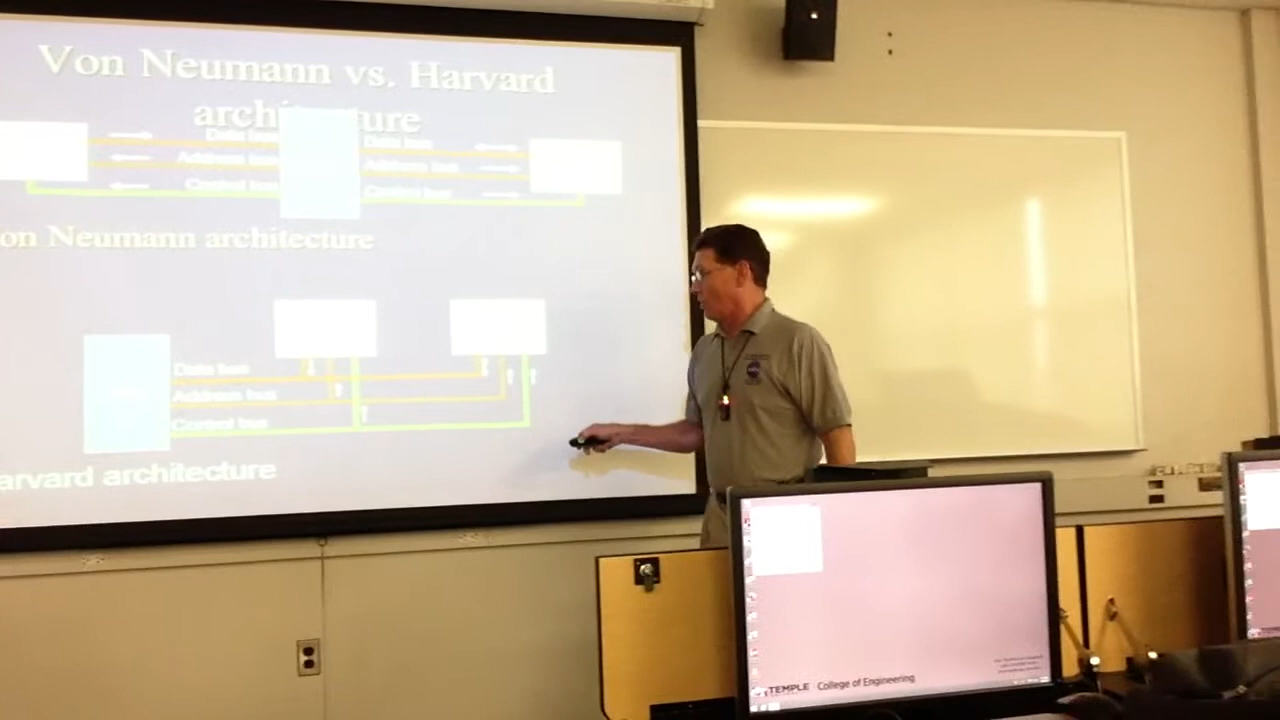 Von Neumann vs. Harvard
Data bus
Data bus
Address bus
Address bus
Control bus
Control bus
on Neumann architecture
Data bus
Address bus
Control bus
arvard architecture
TEMPLE College of Engineering